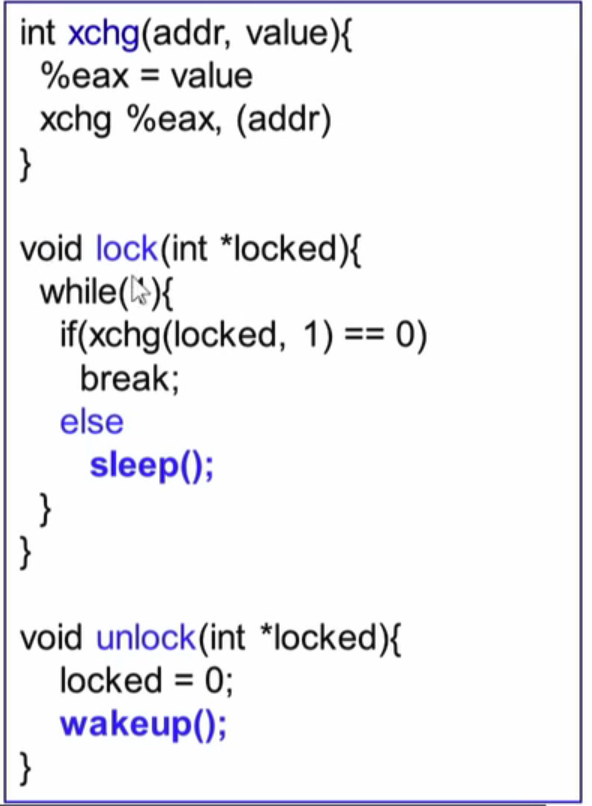 int xchg(addr, value){
%eax = value
xchg %eax, (addr)
}
void lock(int *locked){
while( ){
if(xchg(locked, 1) == 0)
break;
else
sleep();
}
}
void unlock(int *locked){
locked = 0;
wakeup();
}